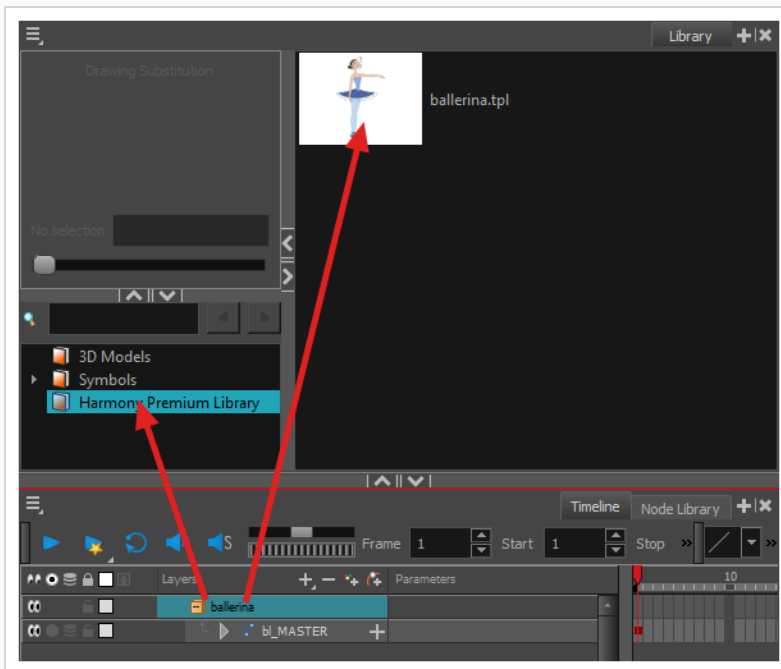 Library
Drawing Substitution
ballerina.tpl
No selection
3D Models
Symbols
Harmony Premium Library
Timeline
Node Library
S
Frame 1 Start 1 Stop
Layers Parameters 10
ballerina
bl_MASTER